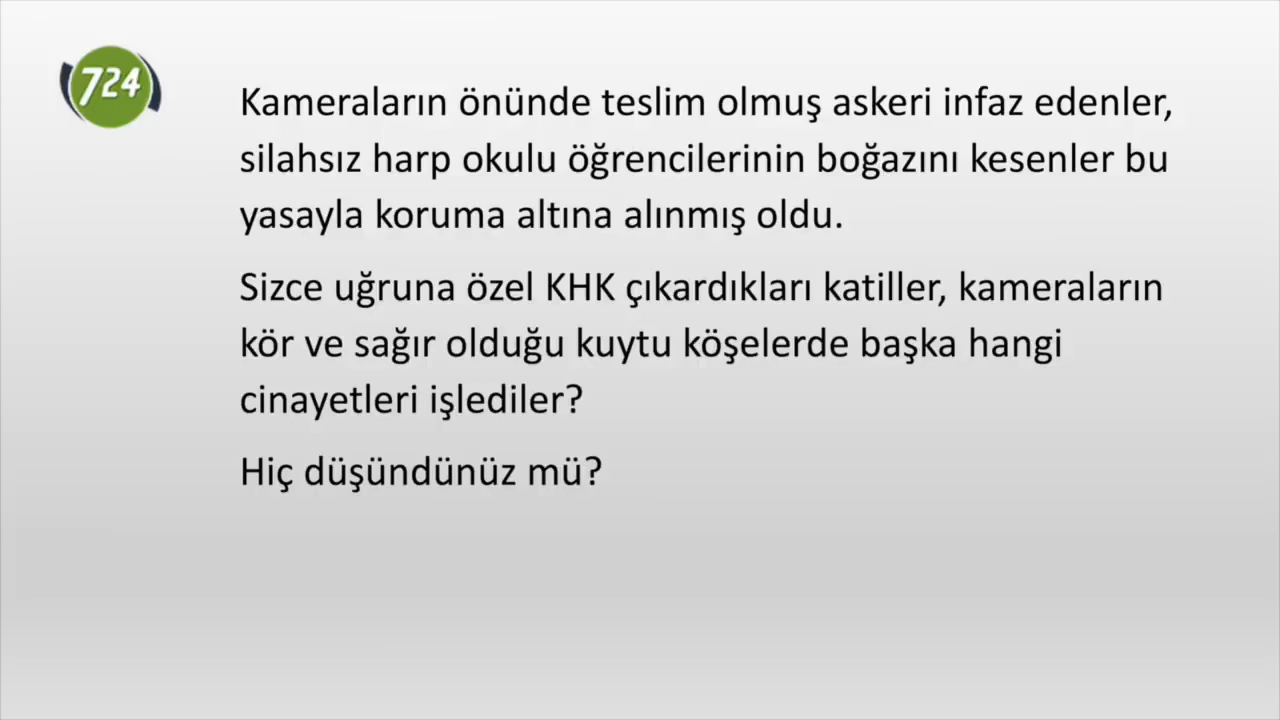 724
Kameraların önünde teslim olmuş askeri infaz edenler,
silahsız harp okulu öğrencilerinin boğazını kesenler bu
yasayla koruma altına alınmış oldu.
Sizce uğruna özel KHK çıkardıkları katiller, kameraların
kör ve sağır olduğu kuytu köşelerde başka hangi
cinayetleri işlediler?
Hiç düşündünüz mü?